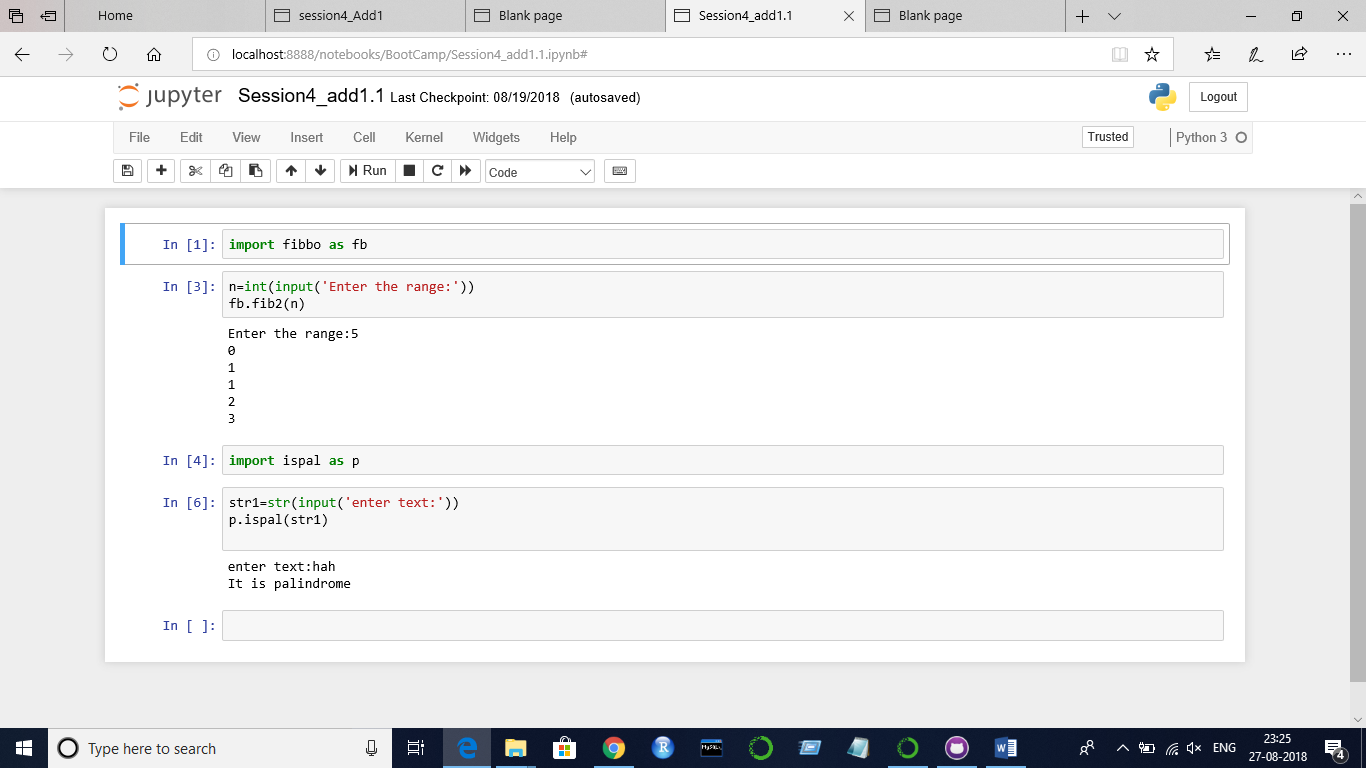 Home session4_Add1 Blank page Session4_add1.1 Blank page
localhost:8888/notebooks/BootCamp/Session4_add1.1.ipynb#
jupyter Session4_add1.1 Last Checkpoint: 08/19/2018 (autosaved) Logout
File Edit View Insert Cell Kernel Widgets Help Trusted Python 3
Run Code
In [1]: import fibbo as fb
In [3]: n=int(input('Enter the range:'))
fb.fib2(n)
Enter the range:5
0
1
1
2
3
In [4]: import ispal as p
In [6]: str1=str(input('enter text:'))
p.ispal(str1)
enter text:hah
It is palindrome
In [ ]:
Type here to search R MySQL ENG 23:25
27-08-2018 4